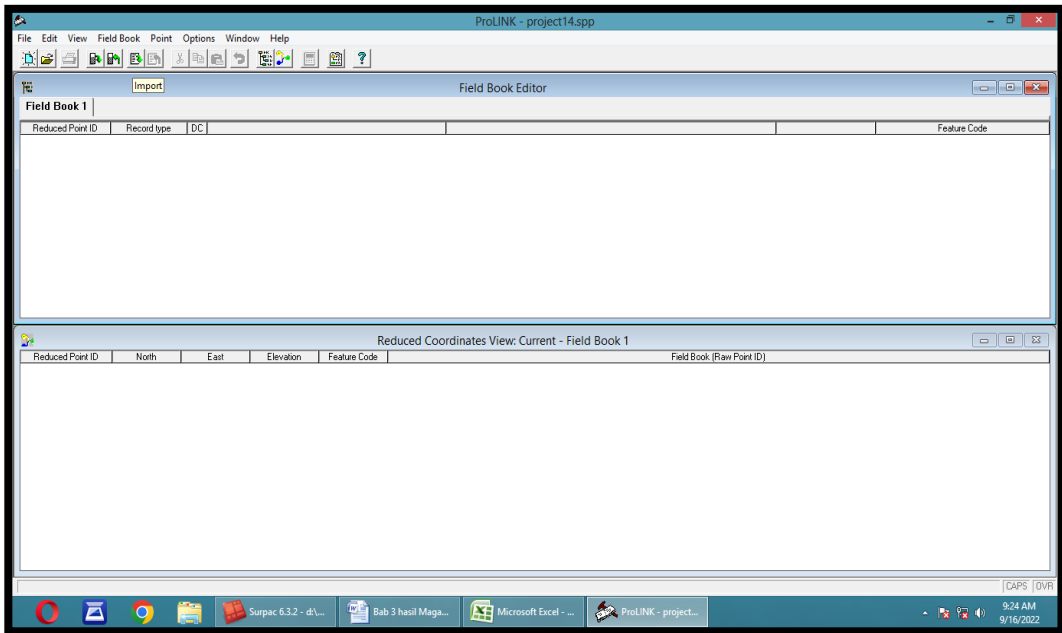 ProLINK - project14.spp
File Edit View Field Book Point Options Window Help
Import
Field Book Editor
Field Book 1
Reduced Point ID Record type DC Feature Code
Reduced Coordinates View: Current - Field Book 1
Reduced Point ID North East Elevation Feature Code Field Book (Raw Point ID)
CAPS OVR
Surpac 6.3.2 - d:\... Bab 3 hasil Maga... Microsoft Excel - ... ProLINK - project... 9:24 AM
9/16/2022